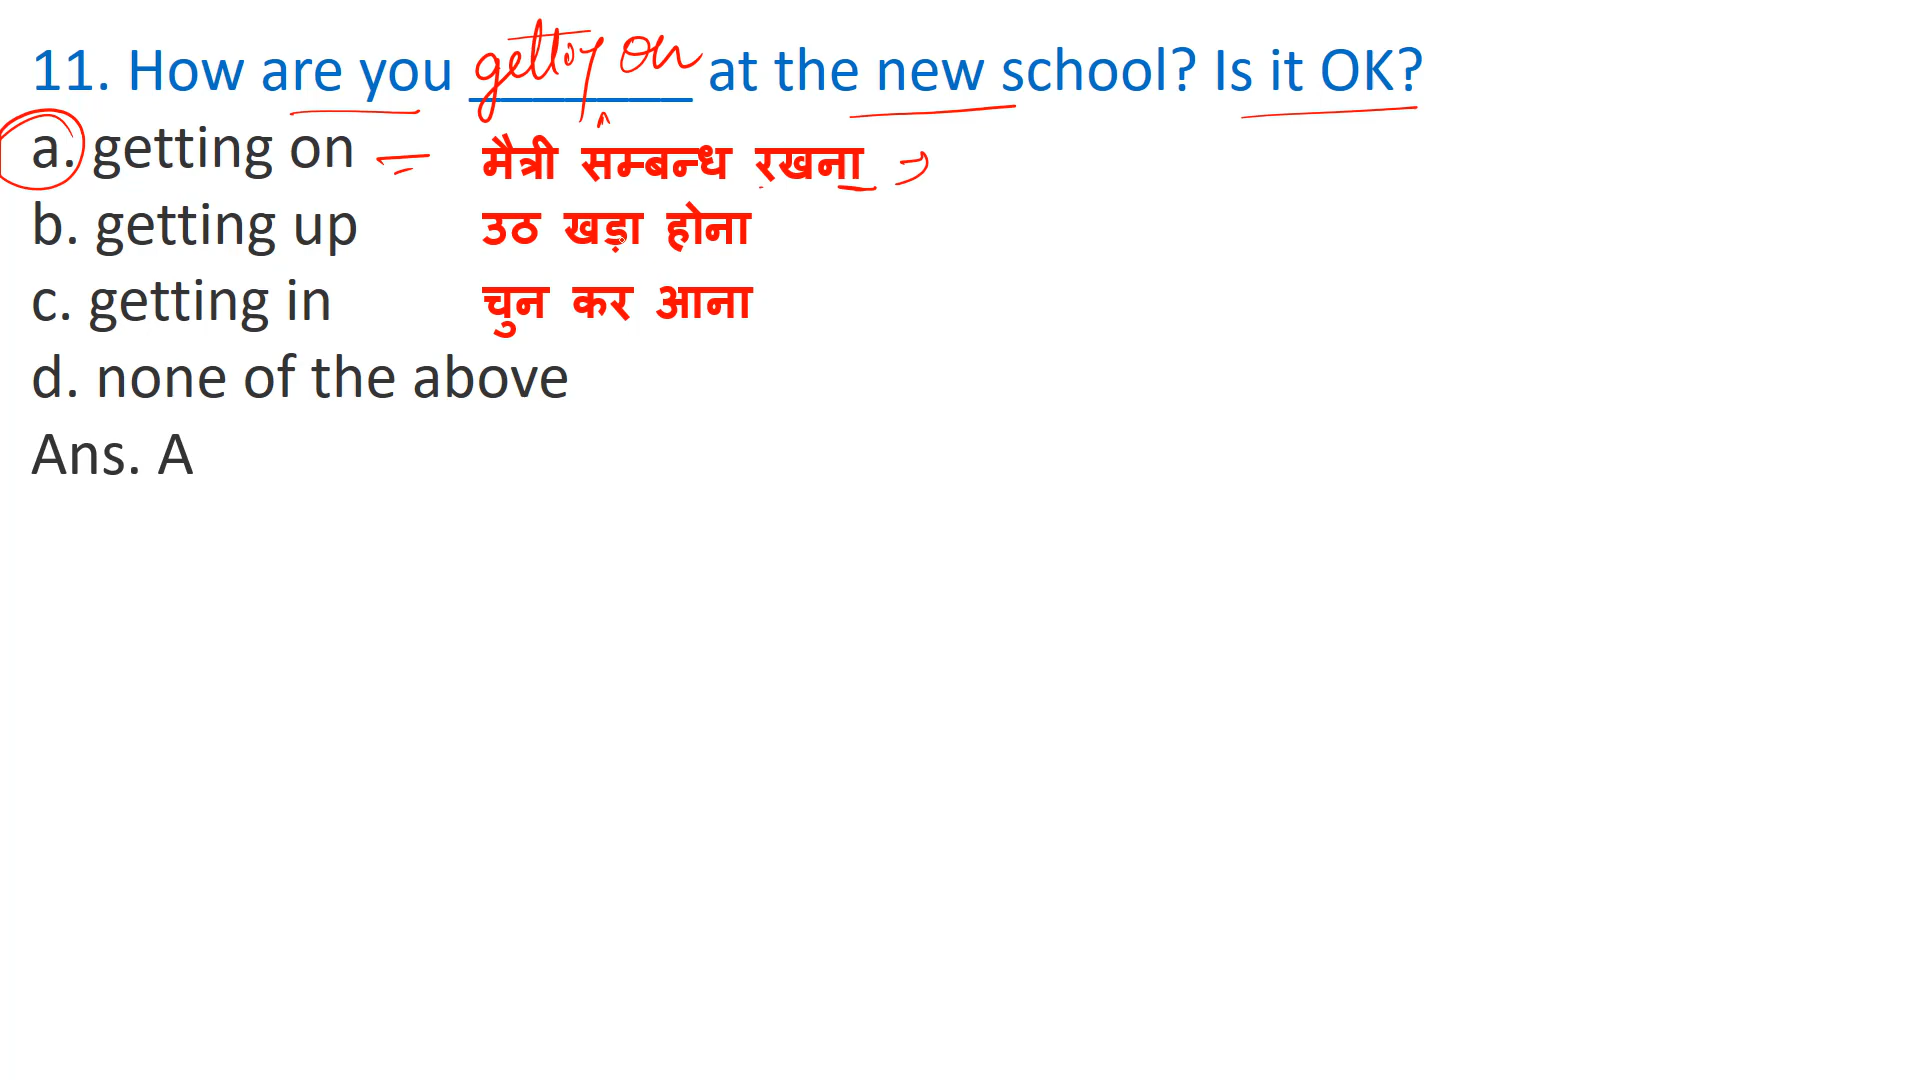 11. How are you getting on at the new school? Is it OK?
a. getting on मैत्री सम्बन्ध रखना
b. getting up उठ खड़ा होना
c. getting in चुन कर आना
d. none of the above
Ans. A